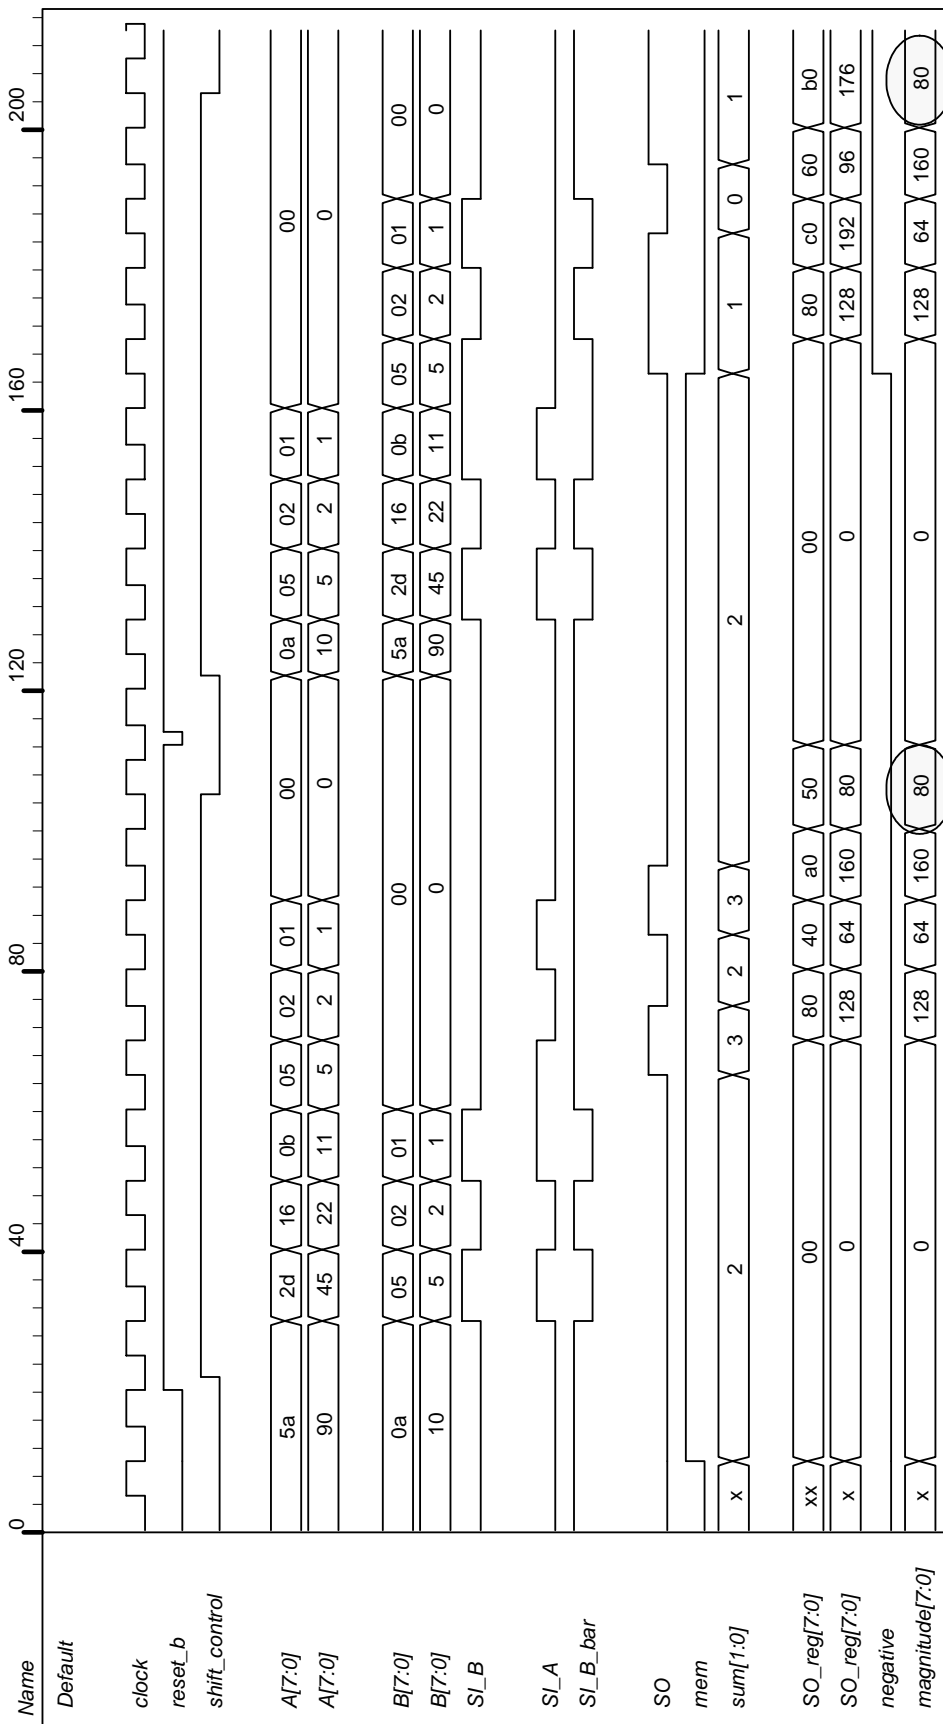 Name 0 40 80 120 160 200
Default
clock
reset_b
shift_control
A[7:0] 5a 2d 16 0b 05 02 01 00 0a 05 02 01 00
A[7:0] 90 45 22 11 5 2 1 0 10 5 2 1 0
B[7:0] 0a 05 02 01 00 5a 2d 16 0b 05 02 01 00
B[7:0] 10 5 2 1 0 90 45 22 11 5 2 1 0
SI_B
SI_A
SI_B_bar
SO
mem
sum[1:0] x 2 3 2 3 2 1 0 1
SO_reg[7:0] xx 00 80 40 a0 50 00 80 c0 60 b0
SO_reg[7:0] x 0 128 64 160 80 0 128 192 96 176
negative
magnitude[7:0] x 0 128 64 160 80 0 128 64 160 80